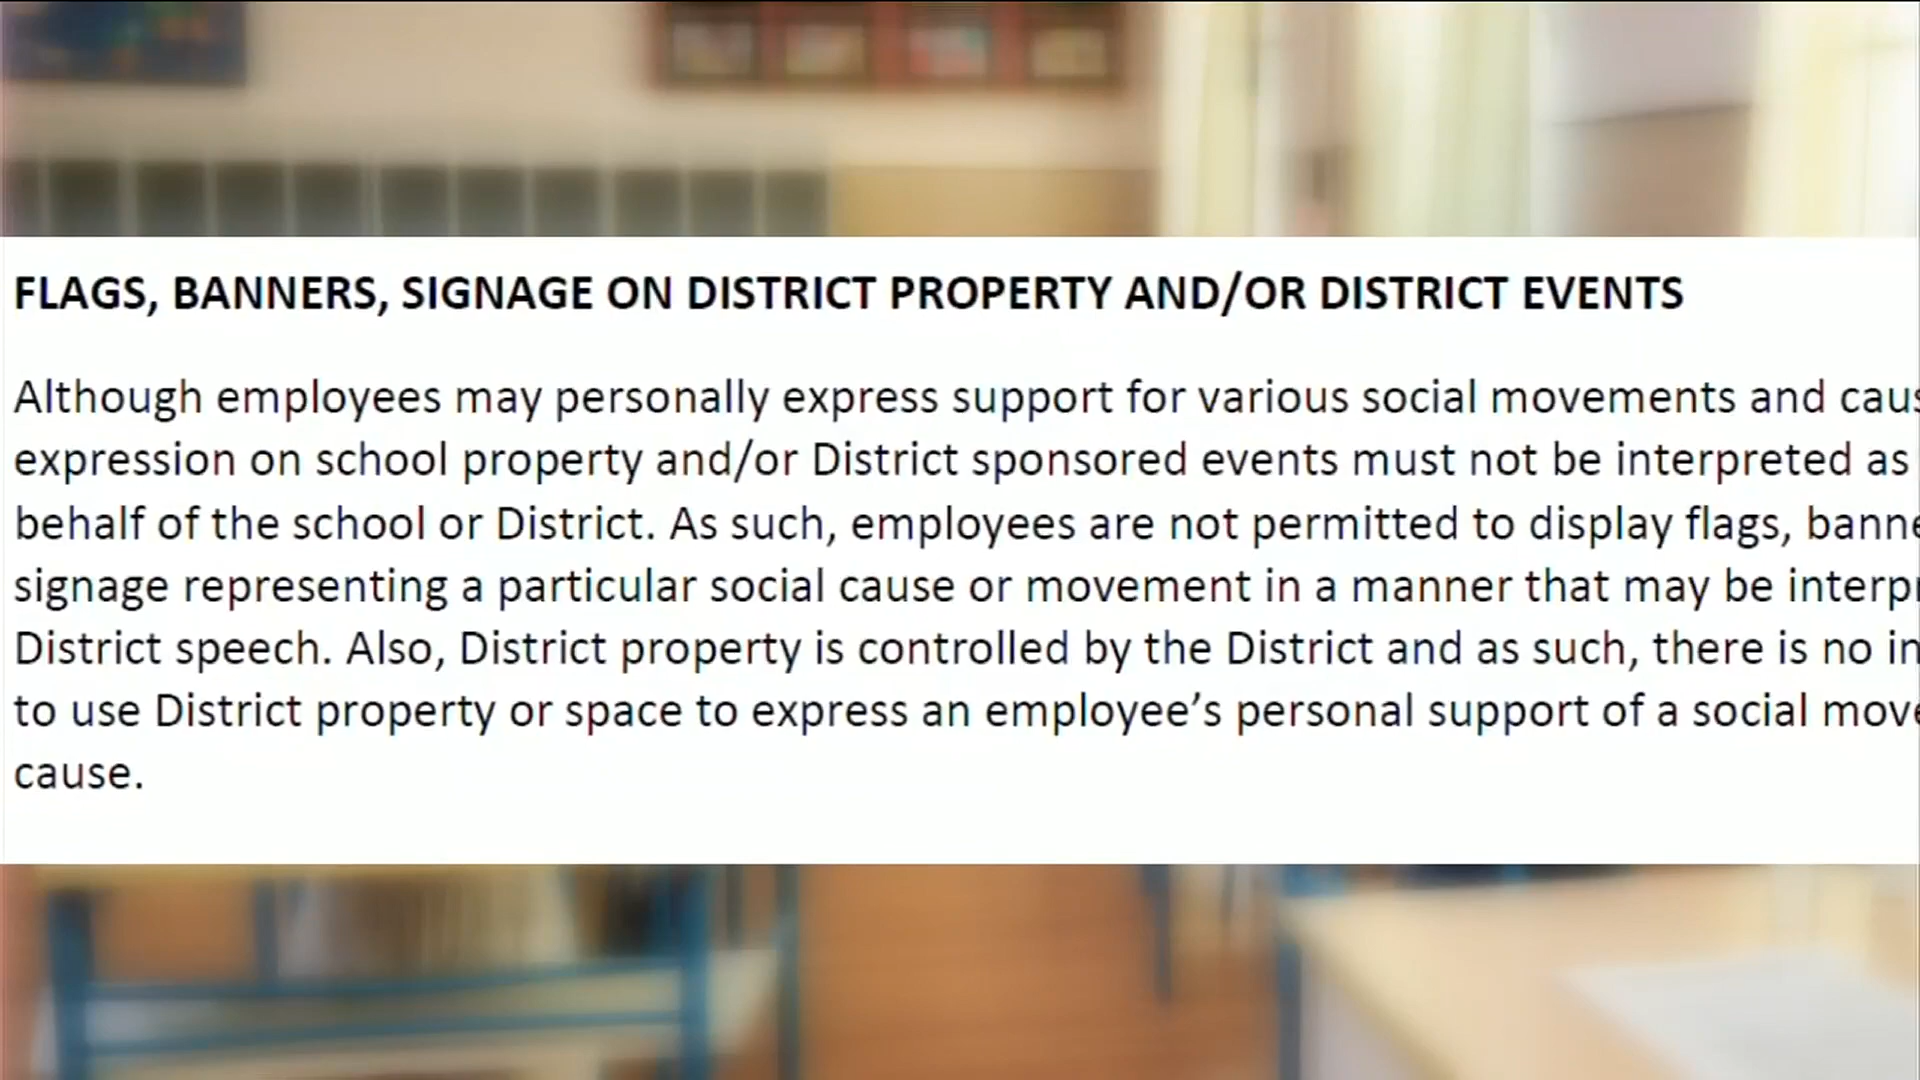 FLAGS, BANNERS, SIGNAGE ON DISTRICT PROPERTY AND/OR DISTRICT EVENTS
Although employees may personally express support for various social movements and
expression on school property and/or District sponsored events must not be interpreted as
behalf of the school or District. As such, employees are not permitted to display flags,
signage representing a particular social cause or movement in a manner that may be
District speech. Also, District property is controlled by the District and as such, there is no
to use District property or space to express an employee’s personal support of a social
cause.